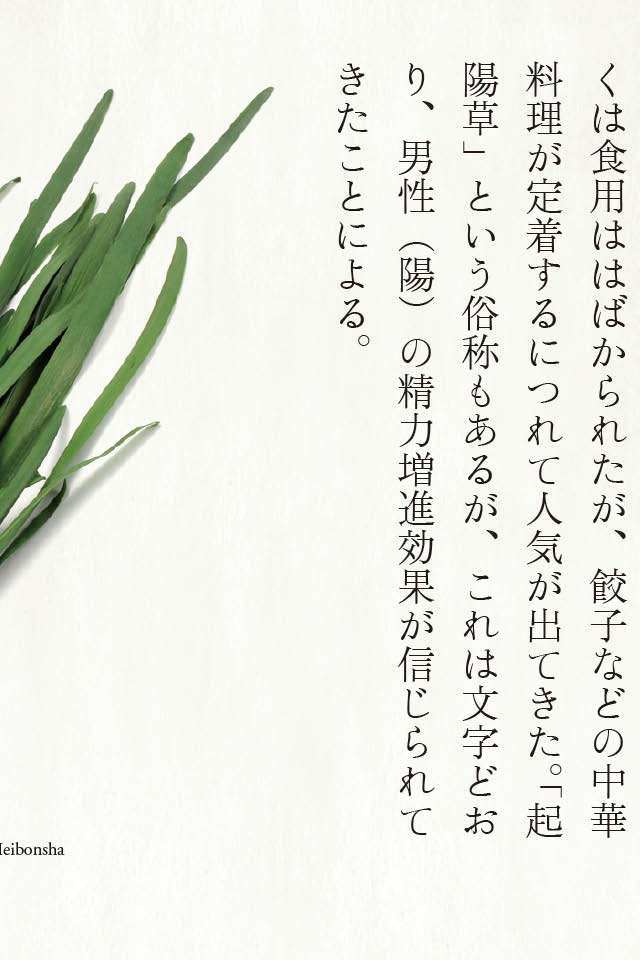 くは食用ははばかられたが、餃子などの中華
料理が定着するにつれて人気が出てきた。「起
陽草」という俗称もあるが、これは文字どお
り、男性（陽）の精力増進効果が信じられて
きたことによる。
eibonsha